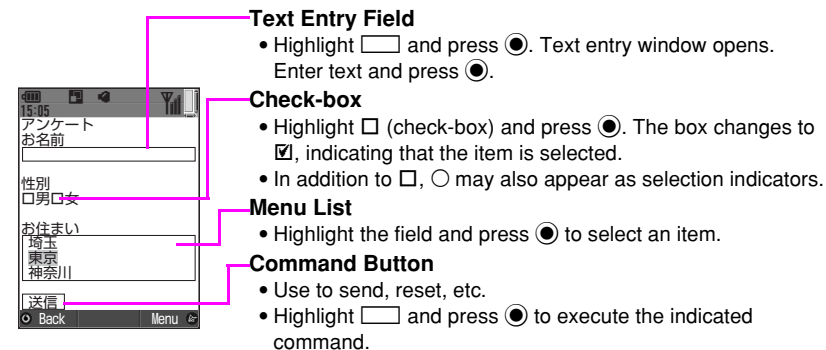 15:05
アンケート
お名前
性別
□男□女
お住まい
埼玉
東京
神奈川
送信
Back Menu
Text Entry Field
• Highlight and press ◉. Text entry window opens.
Enter text and press ◉.
Check-box
• Highlight □ (check-box) and press ◉. The box changes to
☑, indicating that the item is selected.
• In addition to □, ○ may also appear as selection indicators.
Menu List
• Highlight the field and press ◉ to select an item.
Command Button
• Use to send, reset, etc.
• Highlight and press ◉ to execute the indicated
command.